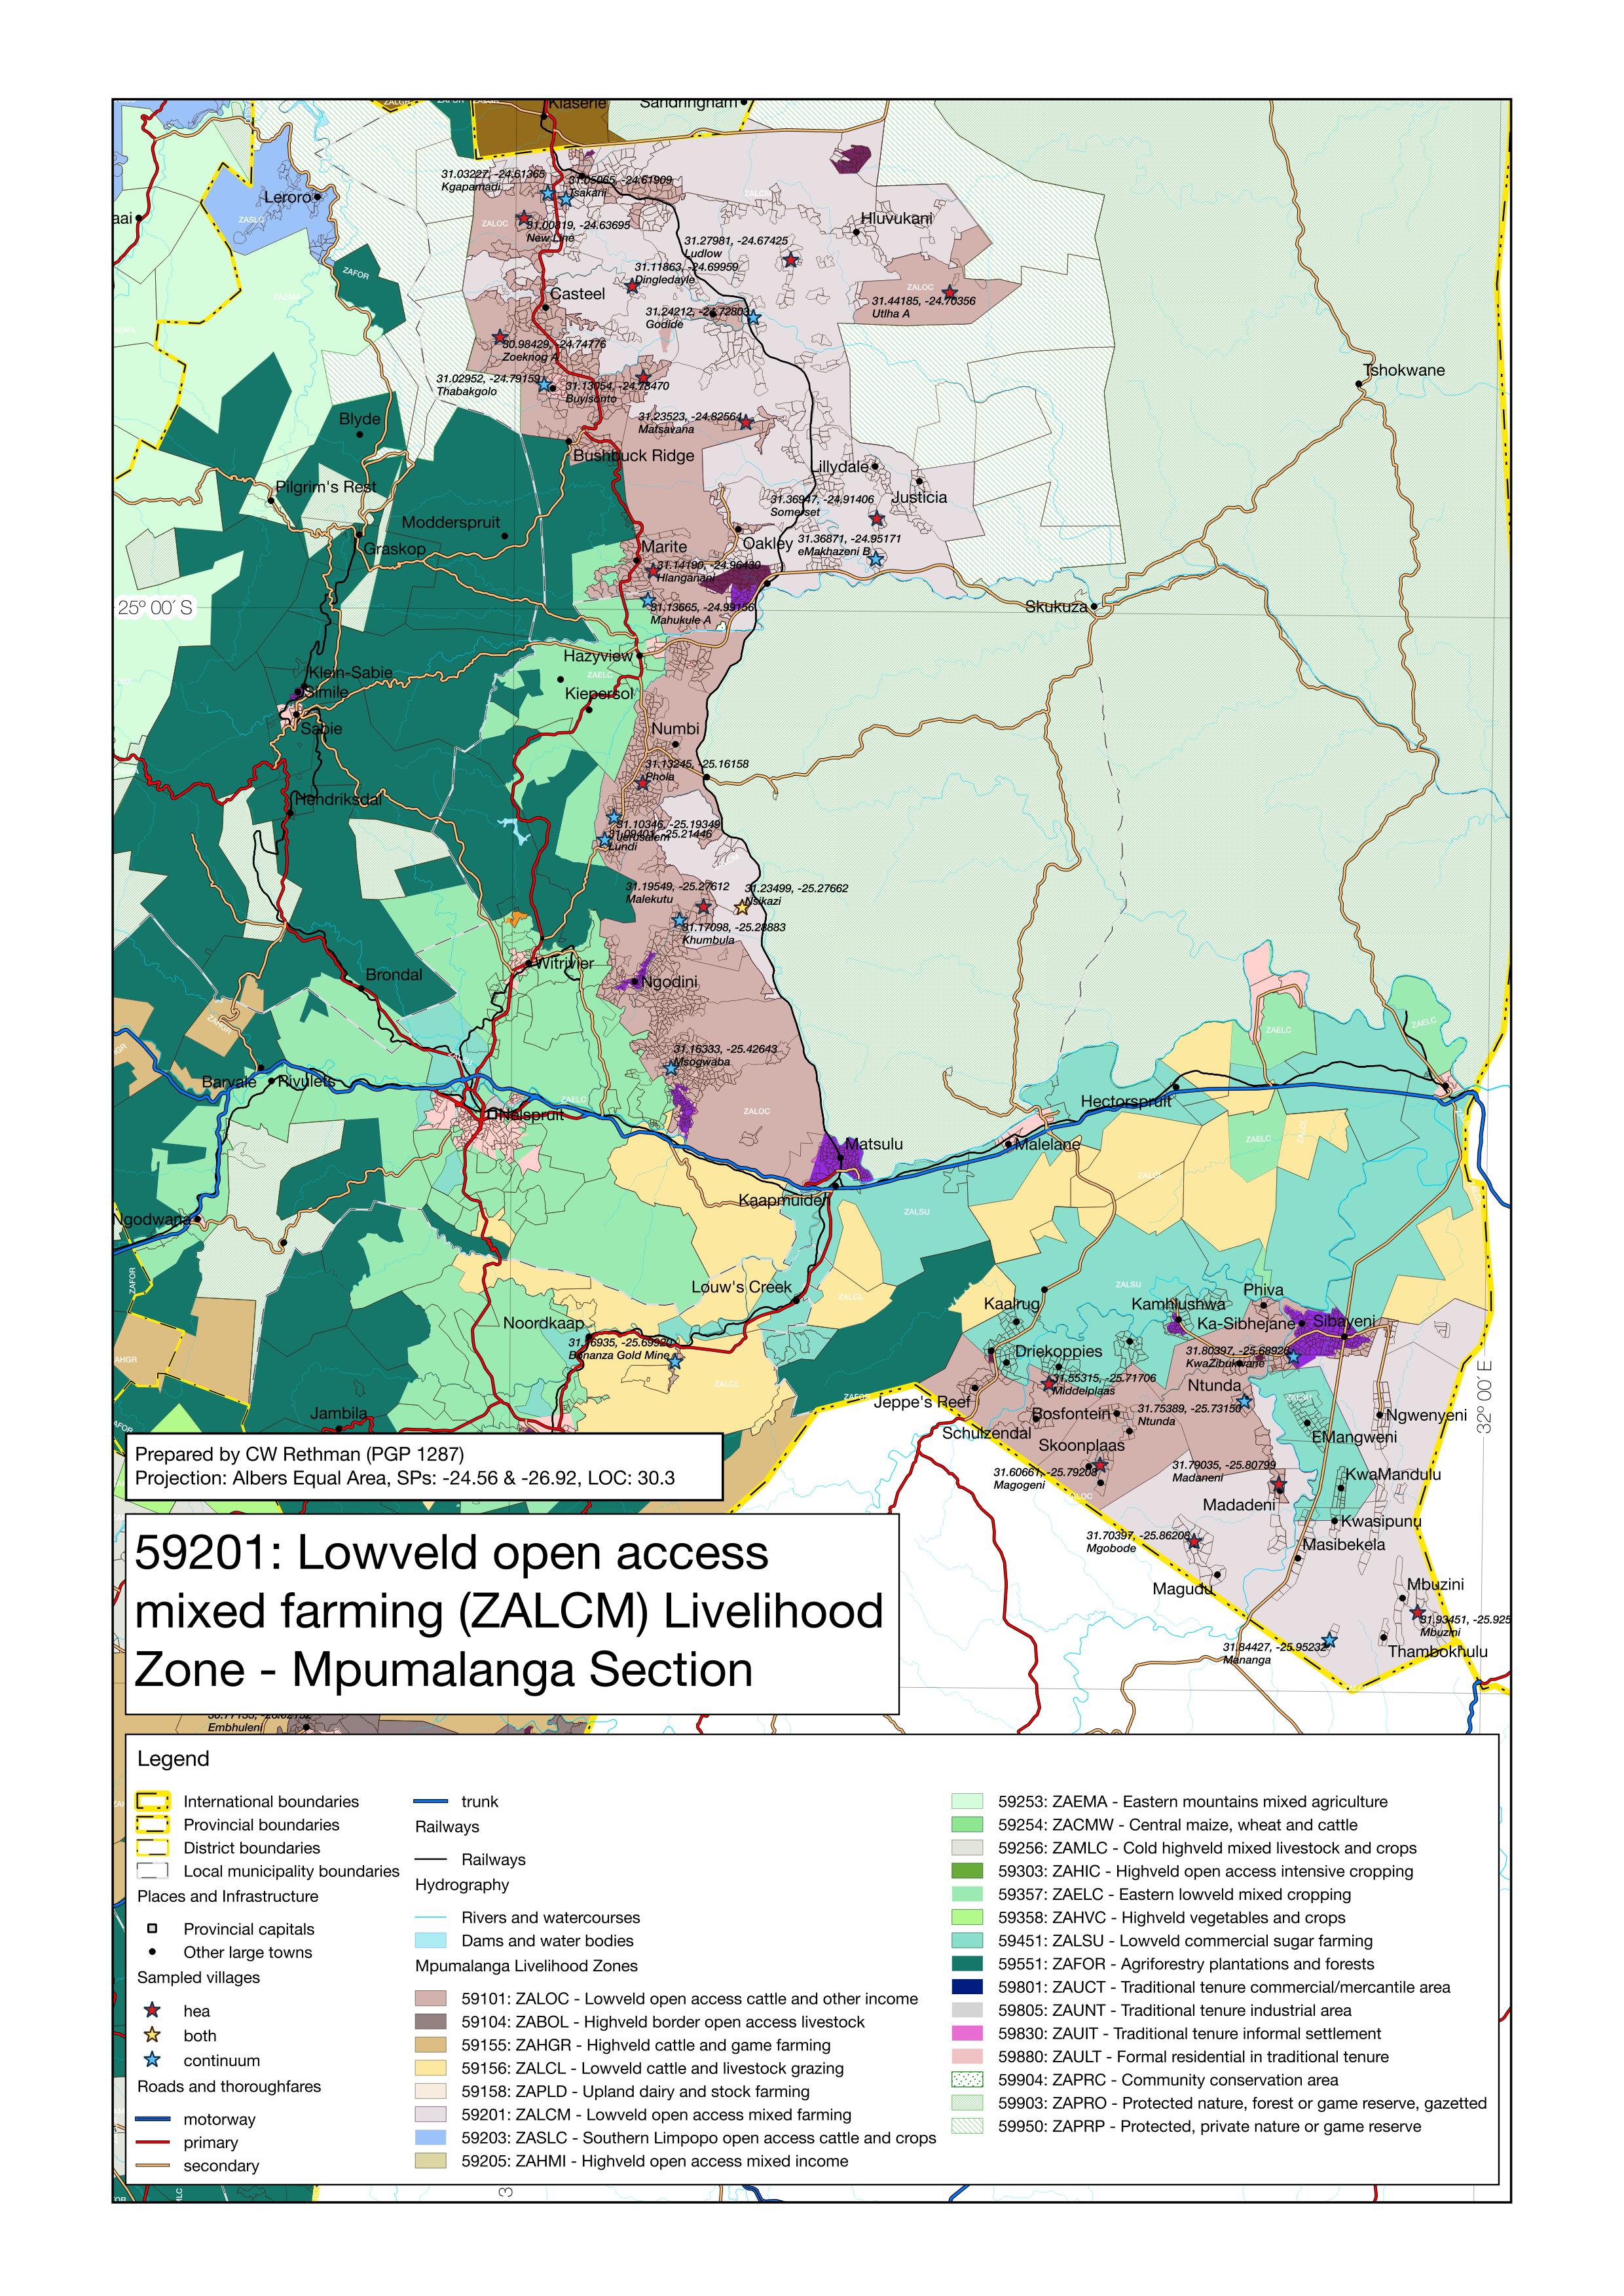 Klaserie
Sandringham
31.03227, -24.61365
Kgapamadi
31.05065, -24.61909
Tsakani
Leroro
ZASLC
ZALOC
ZALCM
aai
31.00819, -24.63695
New Line
Hluvukani
31.27981, -24.67425
Ludlow
31.11863, -24.69959
Dingledayle
ZAFOR
ZAEMA
Casteel
ZALOC
31.44185, -24.70356
Utlha A
31.24212, -24.72803
Godide
30.98429, -24.74776
Zoeknog A
31.02952, -24.79159
Thabakgolo
31.13054, -24.78470
Buyisonto
Tshokwane
31.23523, -24.82564
Matsavana
Blyde
Bushbuck Ridge
Lillydale
Justicia
Pilgrim's Rest
31.36947, -24.91406
Somerset
Modderspruit
Graskop
Marite
Oakley
31.36871, -24.95171
eMakhazeni B
31.14190, -24.96430
Hlanganani
25° 00´ S
31.13665, -24.99156
Mahukule A
Skukuza
Hazyview
ZAELC
Klein-Sabie
Simile
Kiepersol
Sabie
Numbi
31.13245, -25.16158
Phola
Hendriksdal
31.10346, -25.19349
Jerusalem
31.09401, -25.21446
Lundi
ZALCM
31.19549, -25.27612
Malekutu
31.23499, -25.27662
Nsikazi
31.17098, -25.28883
Khumbula
Witrivier
Brondal
Ngodini
ZAHGR
ZAELC
ZAELC
31.16333, -25.42643
Msogwaba
ZALSU
Barvale
Rivulets
ZAELC
Nelspruit
ZALOC
Hectorspruit
Matsulu
Malelane
ZAELC
ZALCL
ZALCL
Kaapmuiden
Ngodwana
ZALSU
ZAFOR
Louw's Creek
ZALCL
ZALSU
Phiva
Kaalrug
Kamhlushwa
Noordkaap
Ka-Sibhejane
Sibayeni
31.16935, -25.69920
Bonanza Gold Mine
Driekoppies
31.80397, -25.68928
KwaZibukwane
ZAHGR
ZALCL
31.55315, -25.71706
Middelplaas
Ntunda
ZALSU
32° 00´ E
ZAFOR
Jeppe's Reef
Bosfontein
31.75389, -25.73150
Ntunda
Ngwenyeni
Jambila
Schulzendal
Skoonplaas
EMangweni
31.60661, -25.79208
Magogeni
31.79035, -25.80799
Madaneni
KwaMandulu
ZALOC
Madadeni
Kwasipunu
31.70397, -25.86208
Mgobode
Masibekela
Magudu
Mbuzini
31.93451, -25.925
Mbuzini
31.84427, -25.95232
Mananga
Thambokhulu
Prepared by CW Rethman (PGP 1287)
Projection: Albers Equal Area, SPs: -24.56 & -26.92, LOC: 30.3
59201: Lowveld open access
mixed farming (ZALCM) Livelihood
Zone - Mpumalanga Section
Embhuleni
Legend
International boundaries
Provincial boundaries
District boundaries
Local municipality boundaries
Places and Infrastructure
Provincial capitals
Other large towns
Sampled villages
hea
both
continuum
Roads and thoroughfares
motorway
primary
secondary
trunk
Railways
Railways
Hydrography
Rivers and watercourses
Dams and water bodies
Mpumalanga Livelihood Zones
59101: ZALOC - Lowveld open access cattle and other income
59104: ZABOL - Highveld border open access livestock
59155: ZAHGR - Highveld cattle and game farming
59156: ZALCL - Lowveld cattle and livestock grazing
59158: ZAPLD - Upland dairy and stock farming
59201: ZALCM - Lowveld open access mixed farming
59203: ZASLC - Southern Limpopo open access cattle and crops
59205: ZAHMI - Highveld open access mixed income
59253: ZAEMA - Eastern mountains mixed agriculture
59254: ZACMW - Central maize, wheat and cattle
59256: ZAMLC - Cold highveld mixed livestock and crops
59303: ZAHIC - Highveld open access intensive cropping
59357: ZAELC - Eastern lowveld mixed cropping
59358: ZAHVC - Highveld vegetables and crops
59451: ZALSU - Lowveld commercial sugar farming
59551: ZAFOR - Agriforestry plantations and forests
59801: ZAUCT - Traditional tenure commercial/mercantile area
59805: ZAUNT - Traditional tenure industrial area
59830: ZAUIT - Traditional tenure informal settlement
59880: ZAULT - Formal residential in traditional tenure
59904: ZAPRC - Community conservation area
59903: ZAPRO - Protected nature, forest or game reserve, gazetted
59950: ZAPRP - Protected, private nature or game reserve